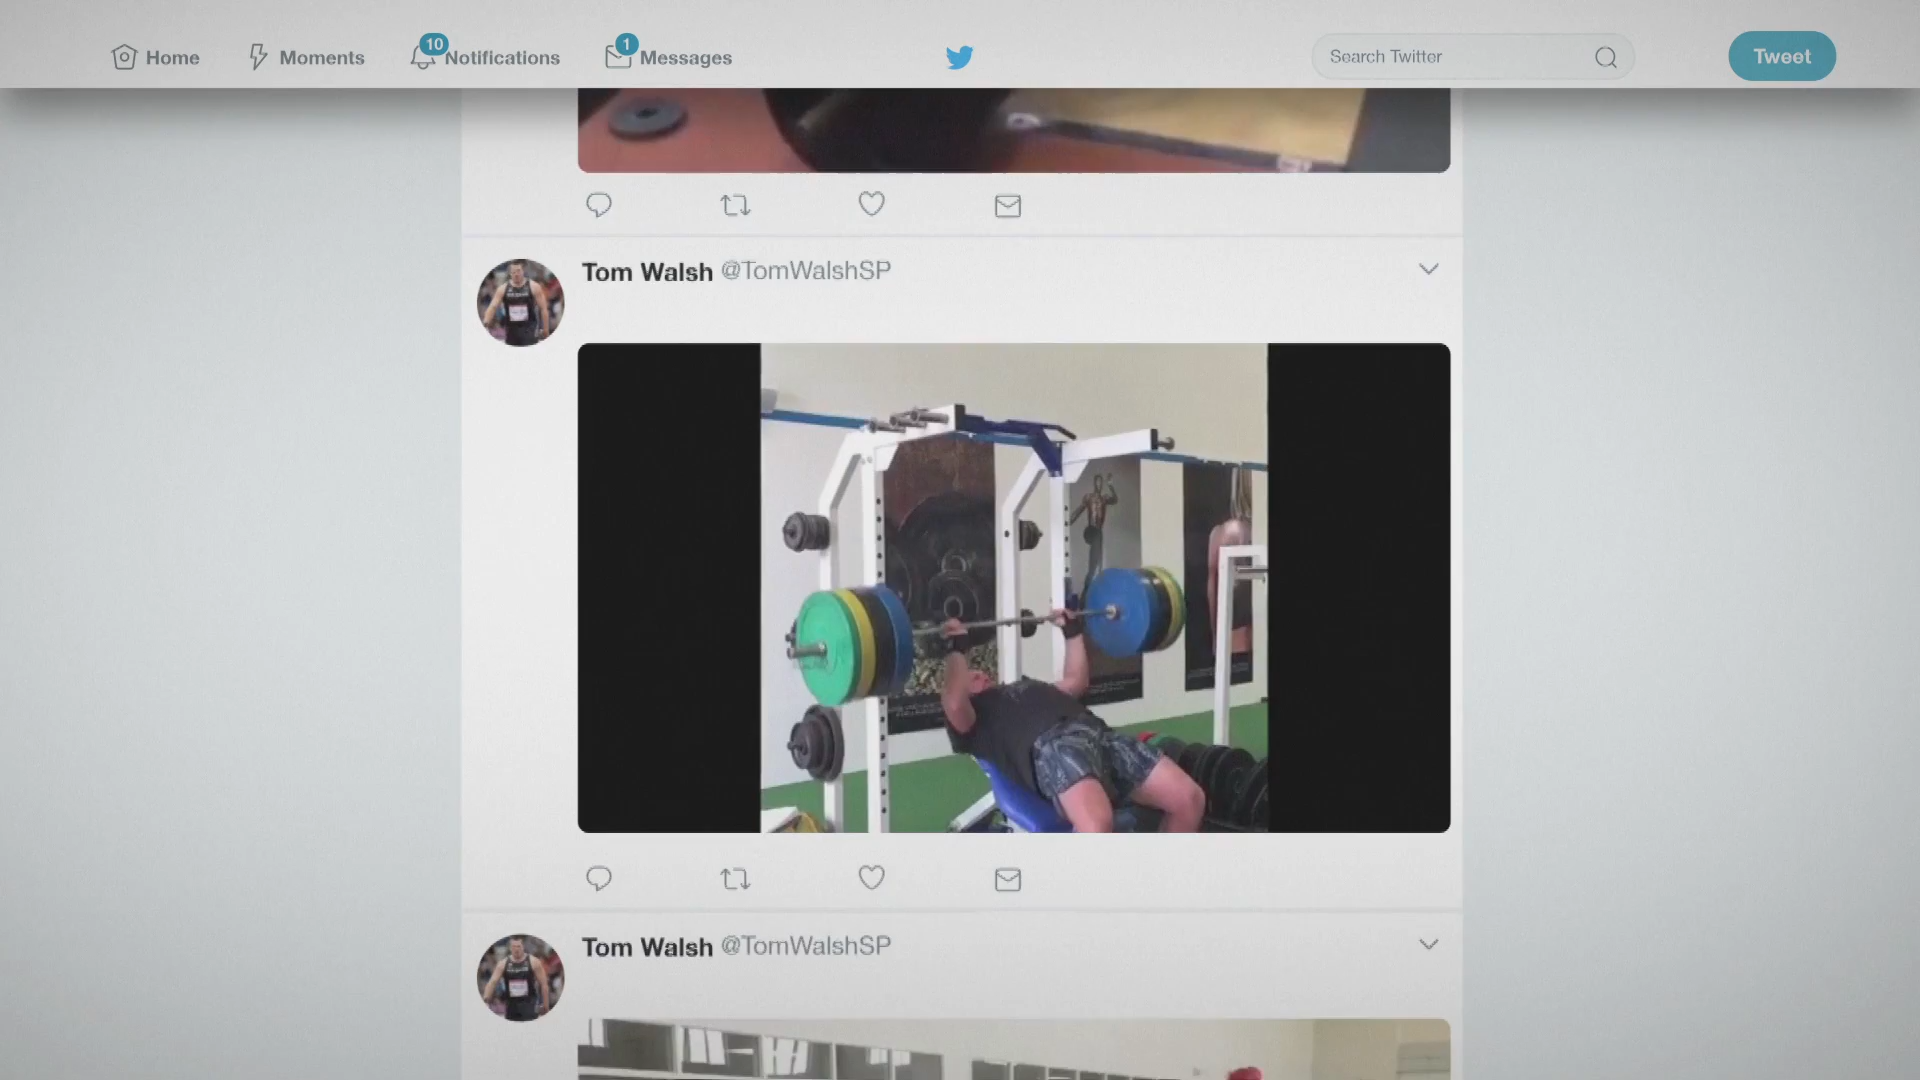 Home
Moments
10
Notifications
1
Messages
Search Twitter
Tweet
Tom Walsh @TomWalshSP
Tom Walsh @TomWalshSP